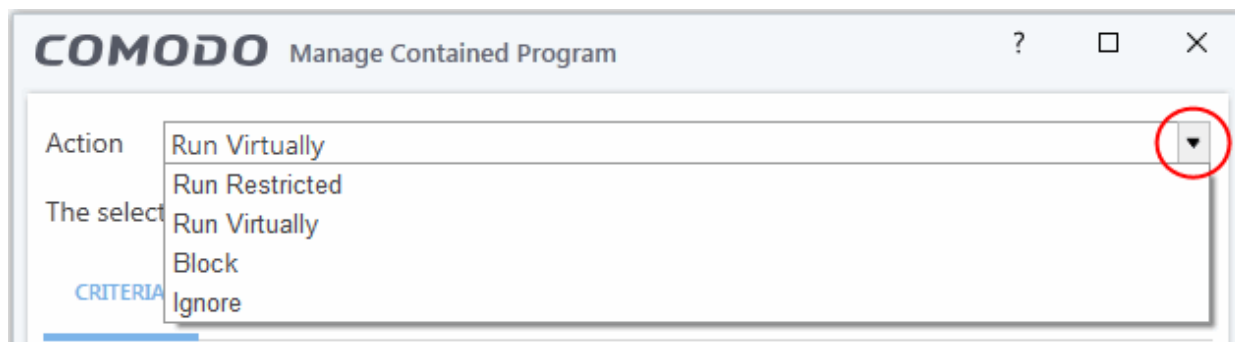 COMODO Manage Contained Program ?
Action Run Virtually
Run Restricted
The select
Run Virtually
Block
CRITERIA
Ignore